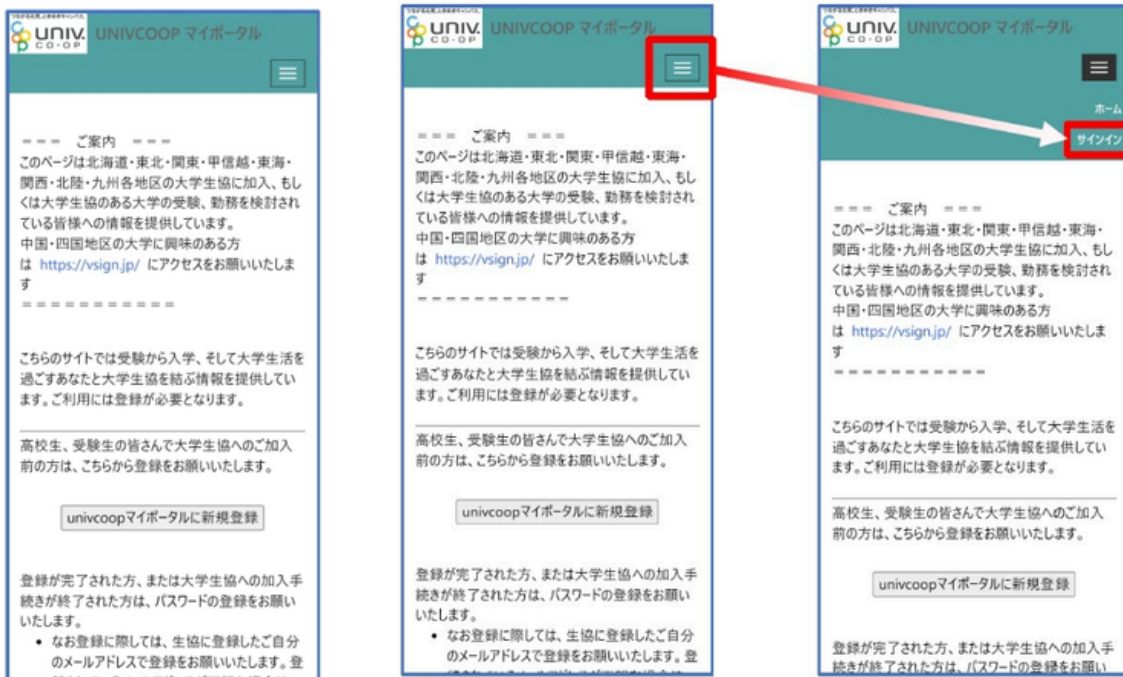 つながる元気、ときめきキャンパス。
UNIV.
CO-OP
UNIVCOOP マイポータル
=== ご案内 ===
このページは北海道・東北・関東・甲信越・東海・
関西・北陸・九州各地区の大学生協に加入、もし
くは大学生協のある大学の受験、勤務を検討され
ている皆様への情報を提供しています。
中国・四国地区の大学に興味のある方
は https://vsign.jp/ にアクセスをお願いいたしま
す
===========
こちらのサイトでは受験から入学、そして大学生活を
過ごすあなたと大学生協を結ぶ情報を提供してい
ます。ご利用には登録が必要となります。
高校生、受験生の皆さんで大学生協へのご加入
前の方は、こちらから登録をお願いいたします。
univcoopマイポータルに新規登録
登録が完了された方、または大学生協への加入手
続きが終了された方は、パスワードの登録をお願い
いたします。
• なお登録に際しては、生協に登録したご自分
のメールアドレスで登録をお願いいたします。登
つながる元気、ときめきキャンパス。
UNIV.
CO-OP
UNIVCOOP マイポータル
=== ご案内 ===
このページは北海道・東北・関東・甲信越・東海・
関西・北陸・九州各地区の大学生協に加入、もし
くは大学生協のある大学の受験、勤務を検討され
ている皆様への情報を提供しています。
中国・四国地区の大学に興味のある方
は https://vsign.jp/ にアクセスをお願いいたしま
す
===========
こちらのサイトでは受験から入学、そして大学生活を
過ごすあなたと大学生協を結ぶ情報を提供してい
ます。ご利用には登録が必要となります。
高校生、受験生の皆さんで大学生協へのご加入
前の方は、こちらから登録をお願いいたします。
univcoopマイポータルに新規登録
登録が完了された方、または大学生協への加入手
続きが終了された方は、パスワードの登録をお願い
いたします。
• なお登録に際しては、生協に登録したご自分
のメールアドレスで登録をお願いいたします。登
つながる元気、ときめきキャンパス。
UNIV.
CO-OP
UNIVCOOP マイポータル
ホーム
サインイン
=== ご案内 ===
このページは北海道・東北・関東・甲信越・東海・
関西・北陸・九州各地区の大学生協に加入、もし
くは大学生協のある大学の受験、勤務を検討され
ている皆様への情報を提供しています。
中国・四国地区の大学に興味のある方
は https://vsign.jp/ にアクセスをお願いいたしま
す
===========
こちらのサイトでは受験から入学、そして大学生活を
過ごすあなたと大学生協を結ぶ情報を提供してい
ます。ご利用には登録が必要となります。
高校生、受験生の皆さんで大学生協へのご加入
前の方は、こちらから登録をお願いいたします。
univcoopマイポータルに新規登録
登録が完了された方、または大学生協への加入手
続きが終了された方は、パスワードの登録をお願い